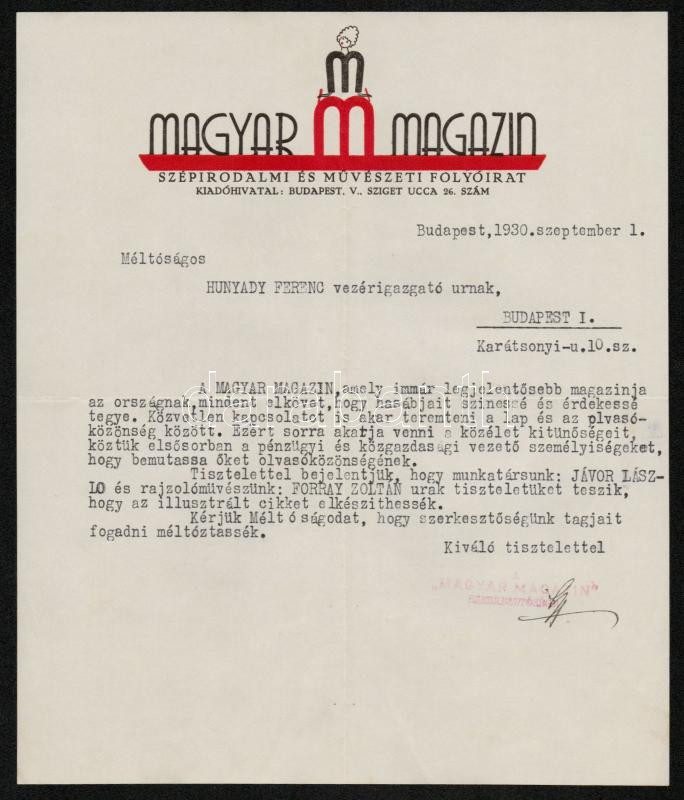 MAGYAR MAGAZIN
SZÉPIRODALMI ÉS MŰVÉSZETI FOLYÓIRAT
KIADÓHIVATAL: BUDAPEST, V., SZIGET UCCA 26. SZÁM
Budapest,1930.szeptember 1.
Méltóságos
HUNYADY FERENC vezérigazgató urnak,
BUDAPEST I.
Karátsonyi-u.10.sz.
A MAGYAR MAGAZIN,amely immár legjelentősebb magazinja
az országnak,mindent elkövet,hogy hasábjait szinessé és érdekessé
tegye. Közvetlen kapcsolatot is akar teremteni a lap és az plvasó-
közönség között. Ezért sorra akatja venni a közélet kitünőségeit,
köztük elsősorban a pénzügyi és közgazdasági vezető személyiségeket,
hogy bemutassa őket olvasóközönségének.
Tisztelettel bejelentjük, hogy munkatársunk: JÁVOR LÁSZ-
LO és rajzolóművészünk: FORRAY ZOLTÁN urak tiszteletüket teszik,
hogy az illusztrált cikket elkészithessék.
Kérjük Méltóságodat, hogy szerkesztőségünk tagjait
fogadni méltóztassék.
Kiváló tisztelettel
A
„MAGYAR MAGAZIN"
SZERKESZTŐSÉGE